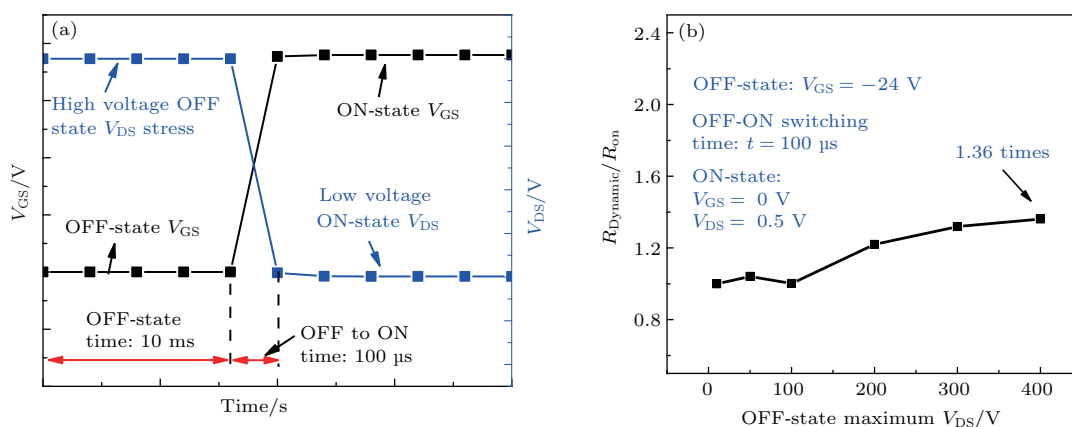 (a)
High voltage OFF
state VDS stress
ON-state VGS
Low voltage
ON-state VDS
OFF-state VGS
OFF-state
time: 10 ms
OFF to ON
time: 100 µs
VGS/V
VDS/V
Time/s
(b)
2.4
2.0
1.6
1.2
0.8
RDynamic/Ron
OFF-state: VGS = −24 V
OFF-ON switching
time: t = 100 µs
ON-state:
VGS = 0 V
VDS = 0.5 V
1.36 times
0 100 200 300 400
OFF-state maximum VDS/V